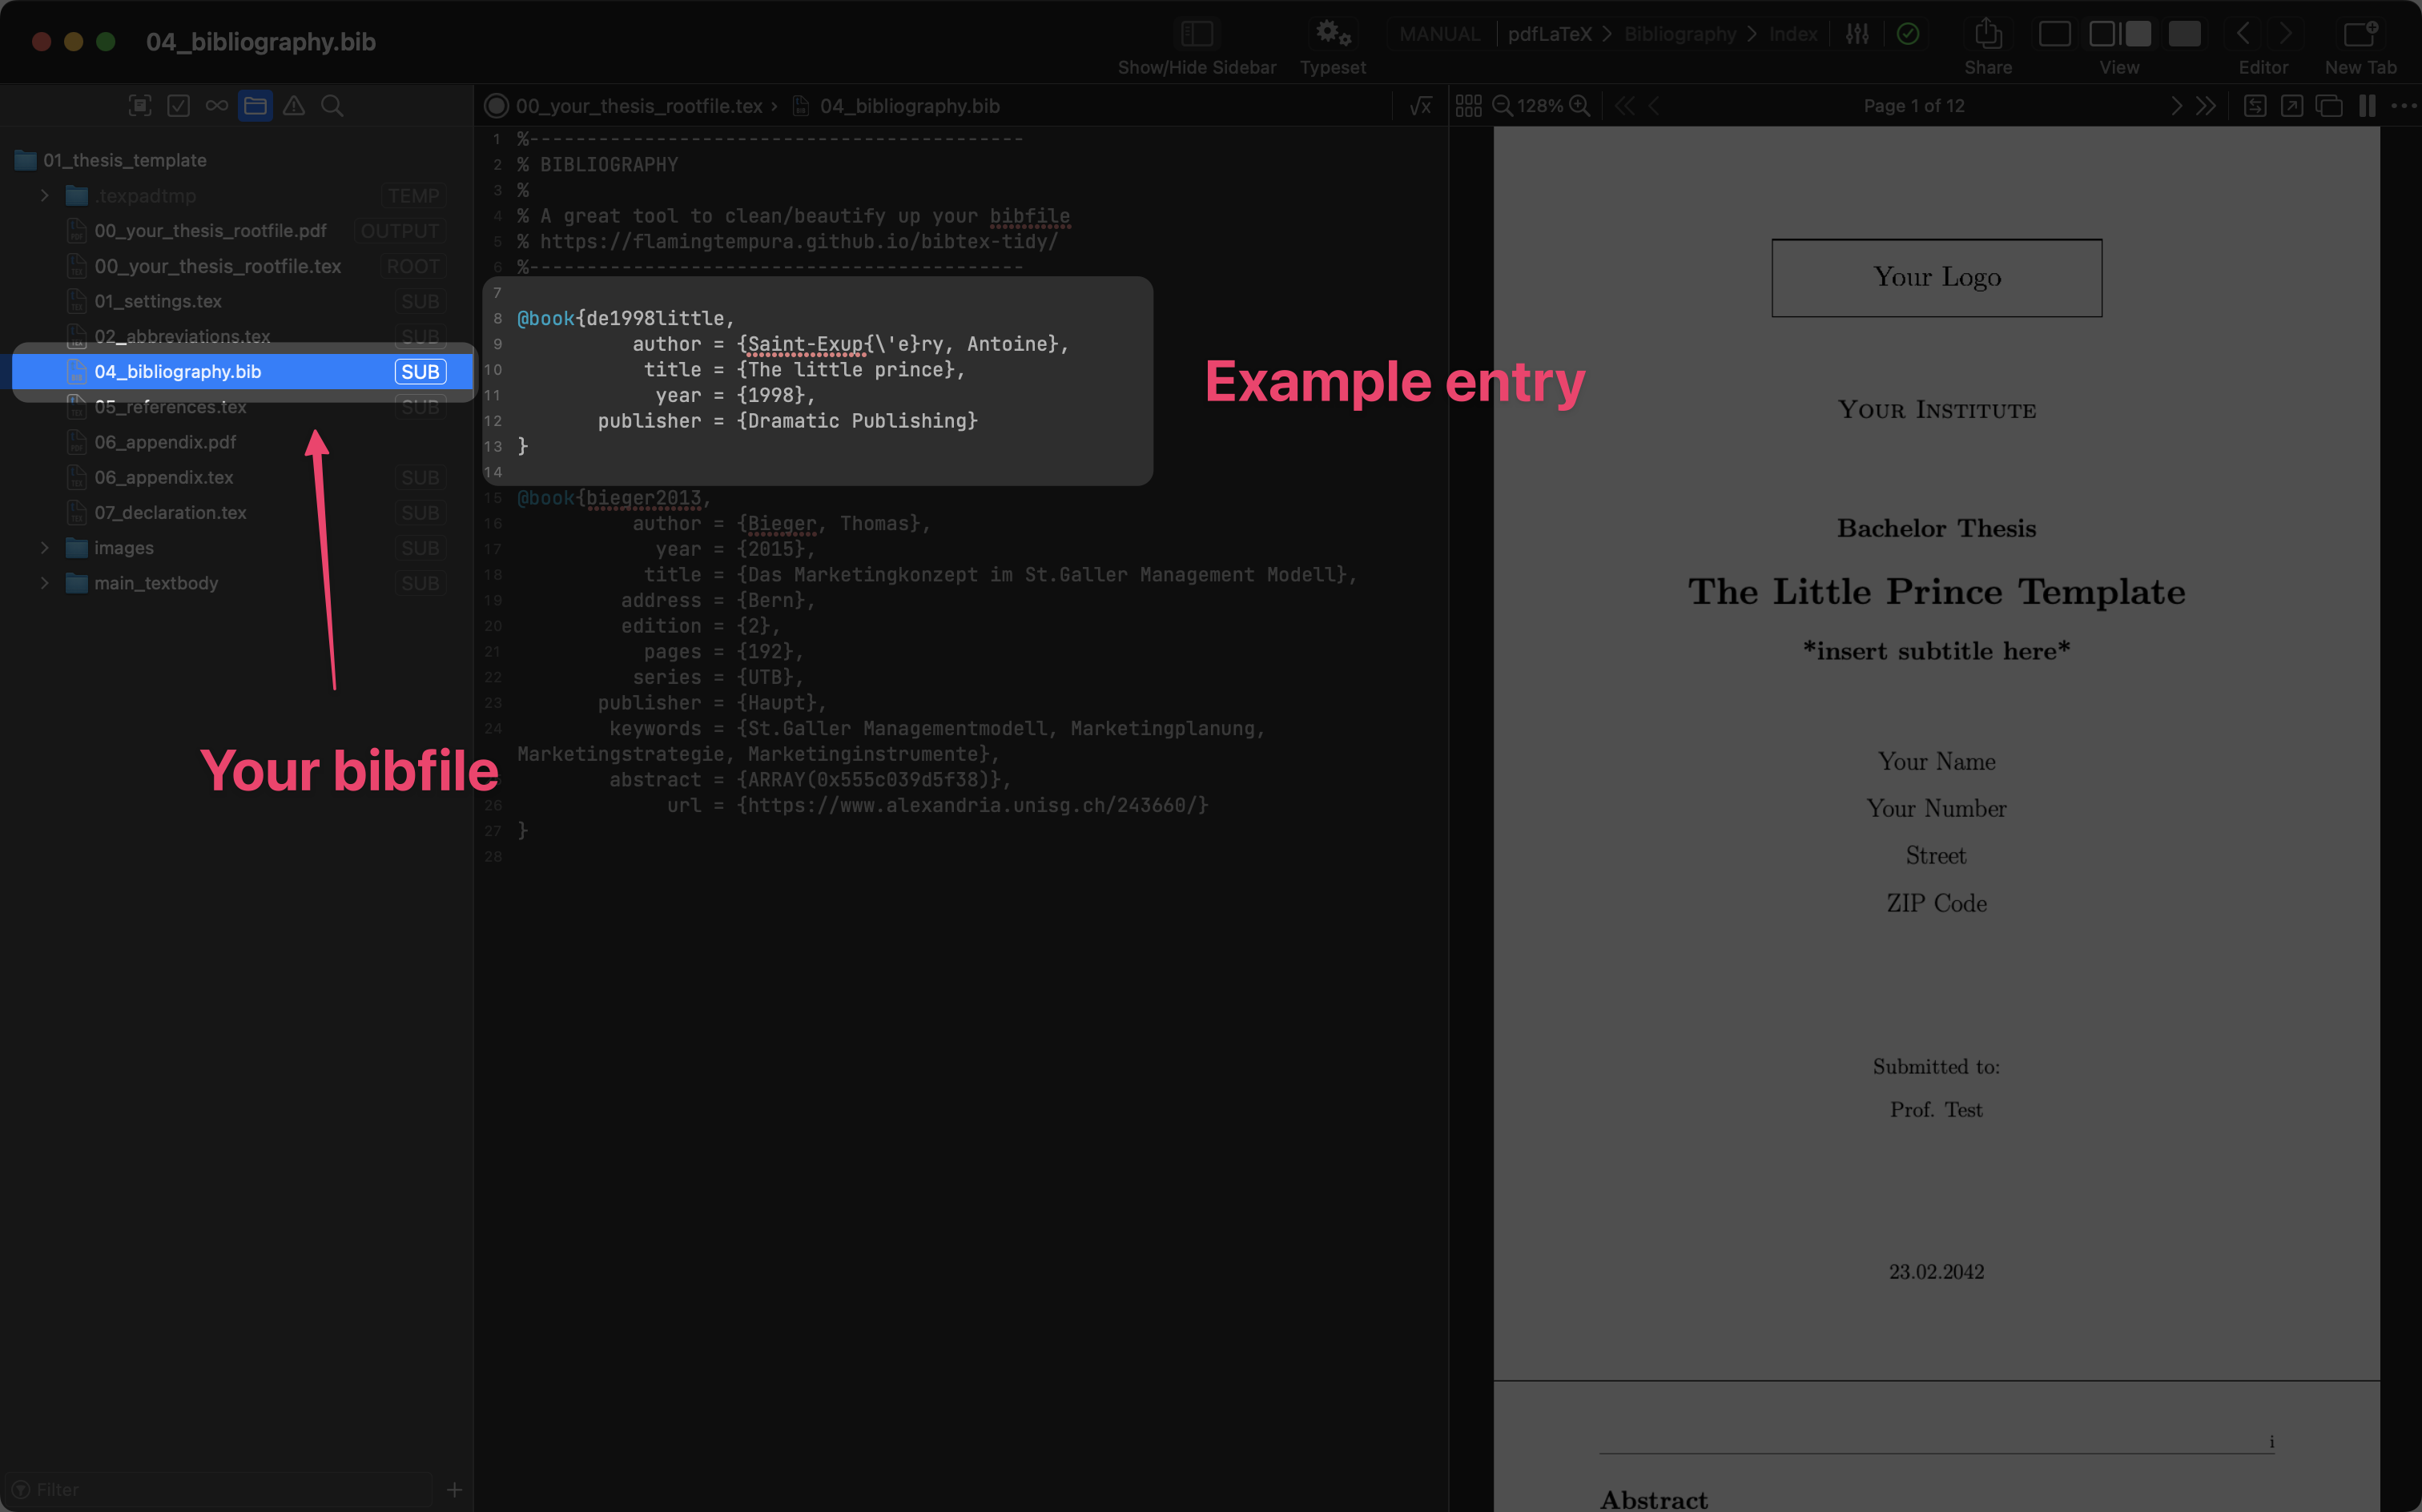 04_bibliography.bib
Show/Hide Sidebar
Typeset
MANUAL pdfLaTeX > Bibliography > Index
Share
View
Editor
New Tab
01_thesis_template
.texpadtmp TEMP
00_your_thesis_rootfile.pdf OUTPUT
00_your_thesis_rootfile.tex ROOT
01_settings.tex SUB
02_abbreviations.tex SUB
04_bibliography.bib SUB
05_references.tex SUB
06_appendix.pdf
06_appendix.tex SUB
07_declaration.tex SUB
images SUB
main_textbody SUB
Your bibfile
Filter
00_your_thesis_rootfile.tex › 04_bibliography.bib
1 %-------------------------------------------
2 % BIBLIOGRAPHY
3 %
4 % A great tool to clean/beautify up your bibfile
5 % https://flamingtempura.github.io/bibtex-tidy/
6 %-------------------------------------------
7
8 @book{de1998little,
9 author = {Saint-Exup{\'e}ry, Antoine},
10 title = {The little prince},
11 year = {1998},
12 publisher = {Dramatic Publishing}
13 }
14
15 @book{bieger2013,
16 author = {Bieger, Thomas},
17 year = {2015},
18 title = {Das Marketingkonzept im St.Galler Management Modell},
19 address = {Bern},
20 edition = {2},
21 pages = {192},
22 series = {UTB},
23 publisher = {Haupt},
24 keywords = {St.Galler Managementmodell, Marketingplanung,
Marketingstrategie, Marketinginstrumente},
abstract = {ARRAY(0x555c039d5f38)},
26 url = {https://www.alexandria.unisg.ch/243660/}
27 }
28
Example entry
128%
Page 1 of 12
Your Logo
Your Institute
Bachelor Thesis
The Little Prince Template
*insert subtitle here*
Your Name
Your Number
Street
ZIP Code
Submitted to:
Prof. Test
23.02.2042
i
Abstract